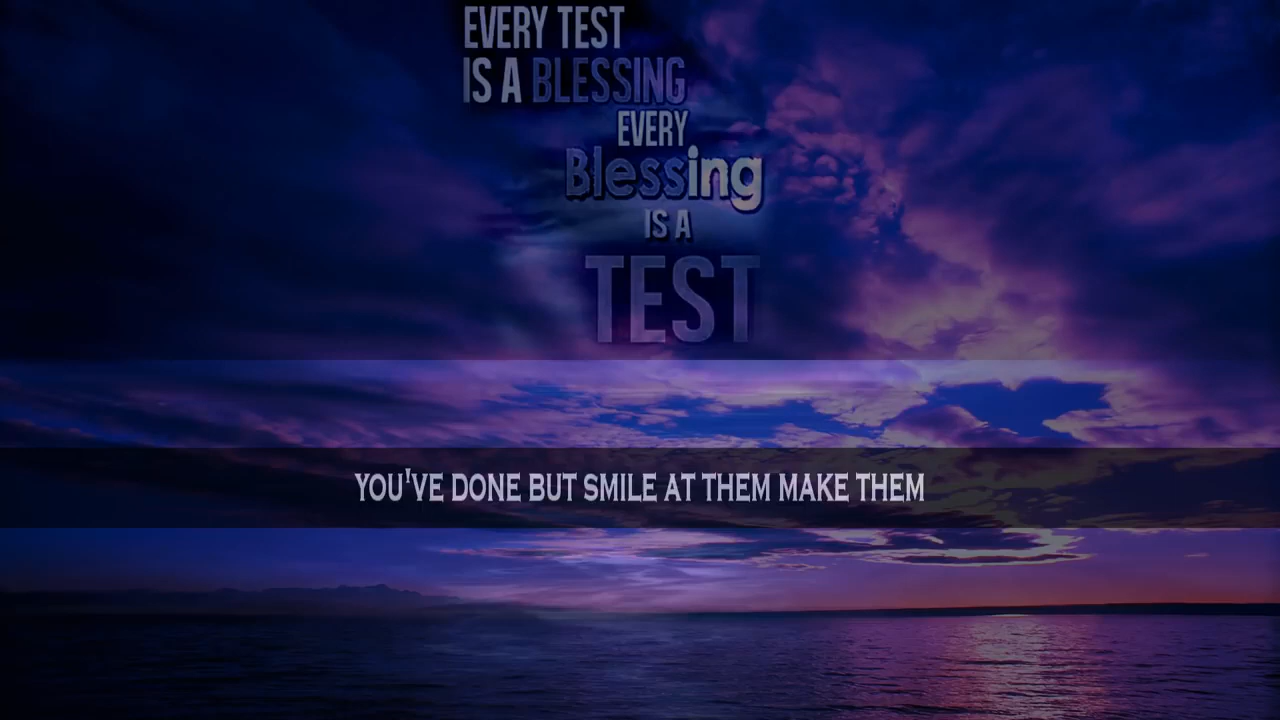 EVERY TEST
IS A BLESSING
EVERY
Blessing
IS A
TEST
YOU'VE DONE BUT SMILE AT THEM MAKE THEM